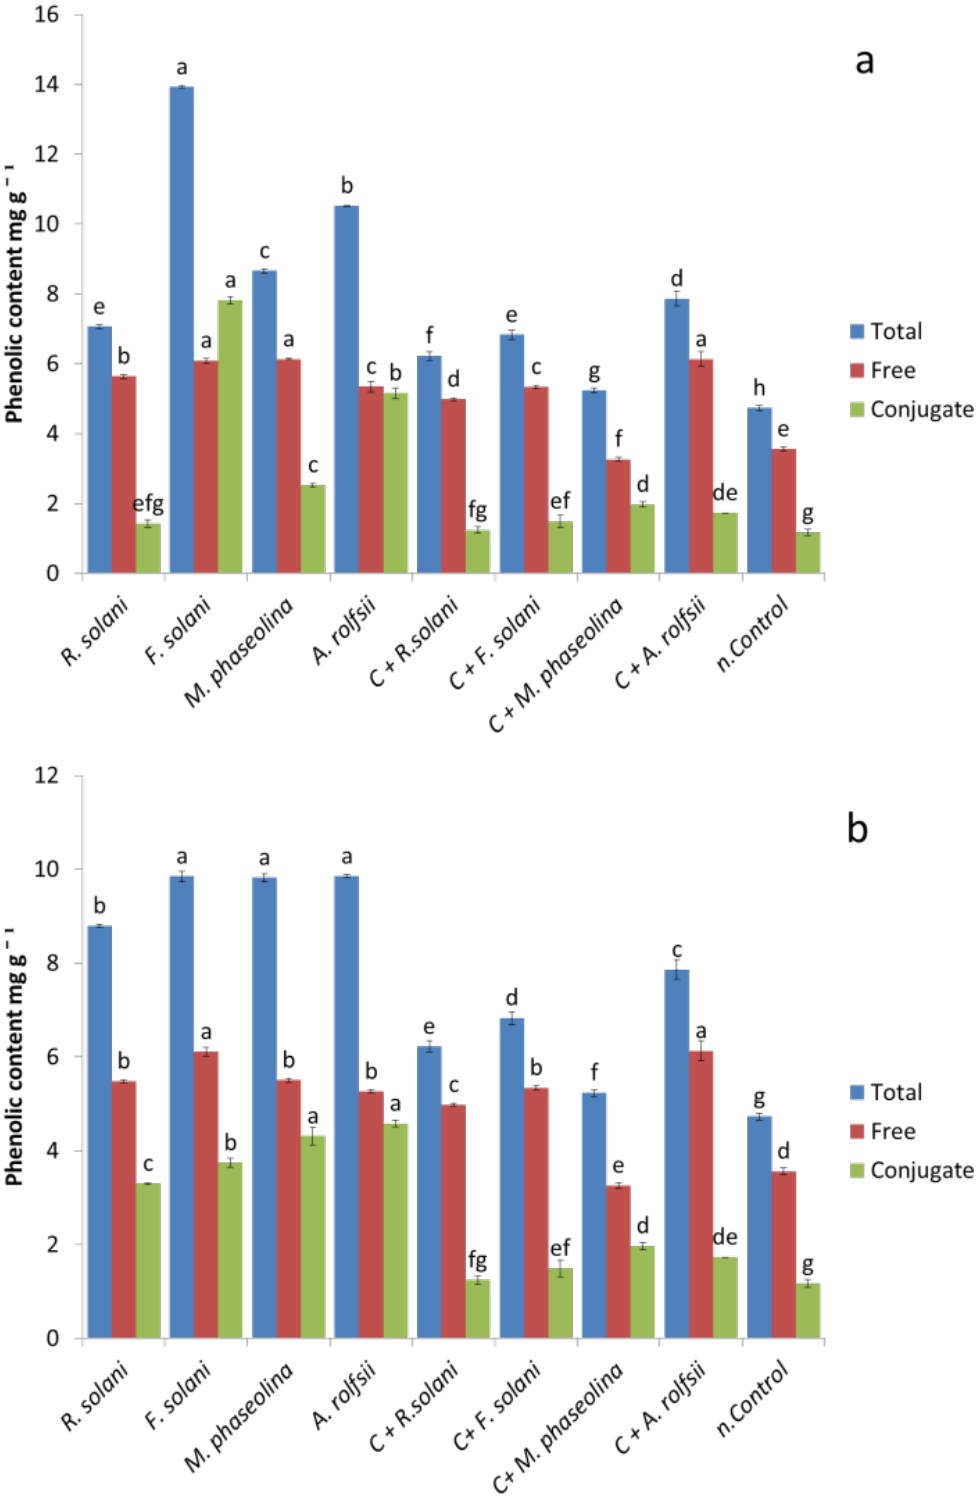 a
Phenolic content mg g⁻¹
16
14
12
10
8
6
4
2
0
e
b
efg
a
a
a
c
a
c
b
c
b
f
d
fg
e
c
ef
g
f
d
d
a
de
h
e
g
Total
Free
Conjugate
R. solani
F. solani
M. phaseolina
A. rolfsii
C + R.solani
C + F. solani
C + M. phaseolina
C + A. rolfsii
n.Control
b
Phenolic content mg g⁻¹
12
10
8
6
4
2
0
b
b
c
a
a
b
a
b
a
a
b
a
e
c
fg
d
b
ef
f
e
d
c
a
de
g
d
g
Total
Free
Conjugate
R. solani
F. solani
M. phaseolina
A. rolfsii
C + R.solani
C+ F. solani
C+ M. phaseolina
C + A. rolfsii
n.Control